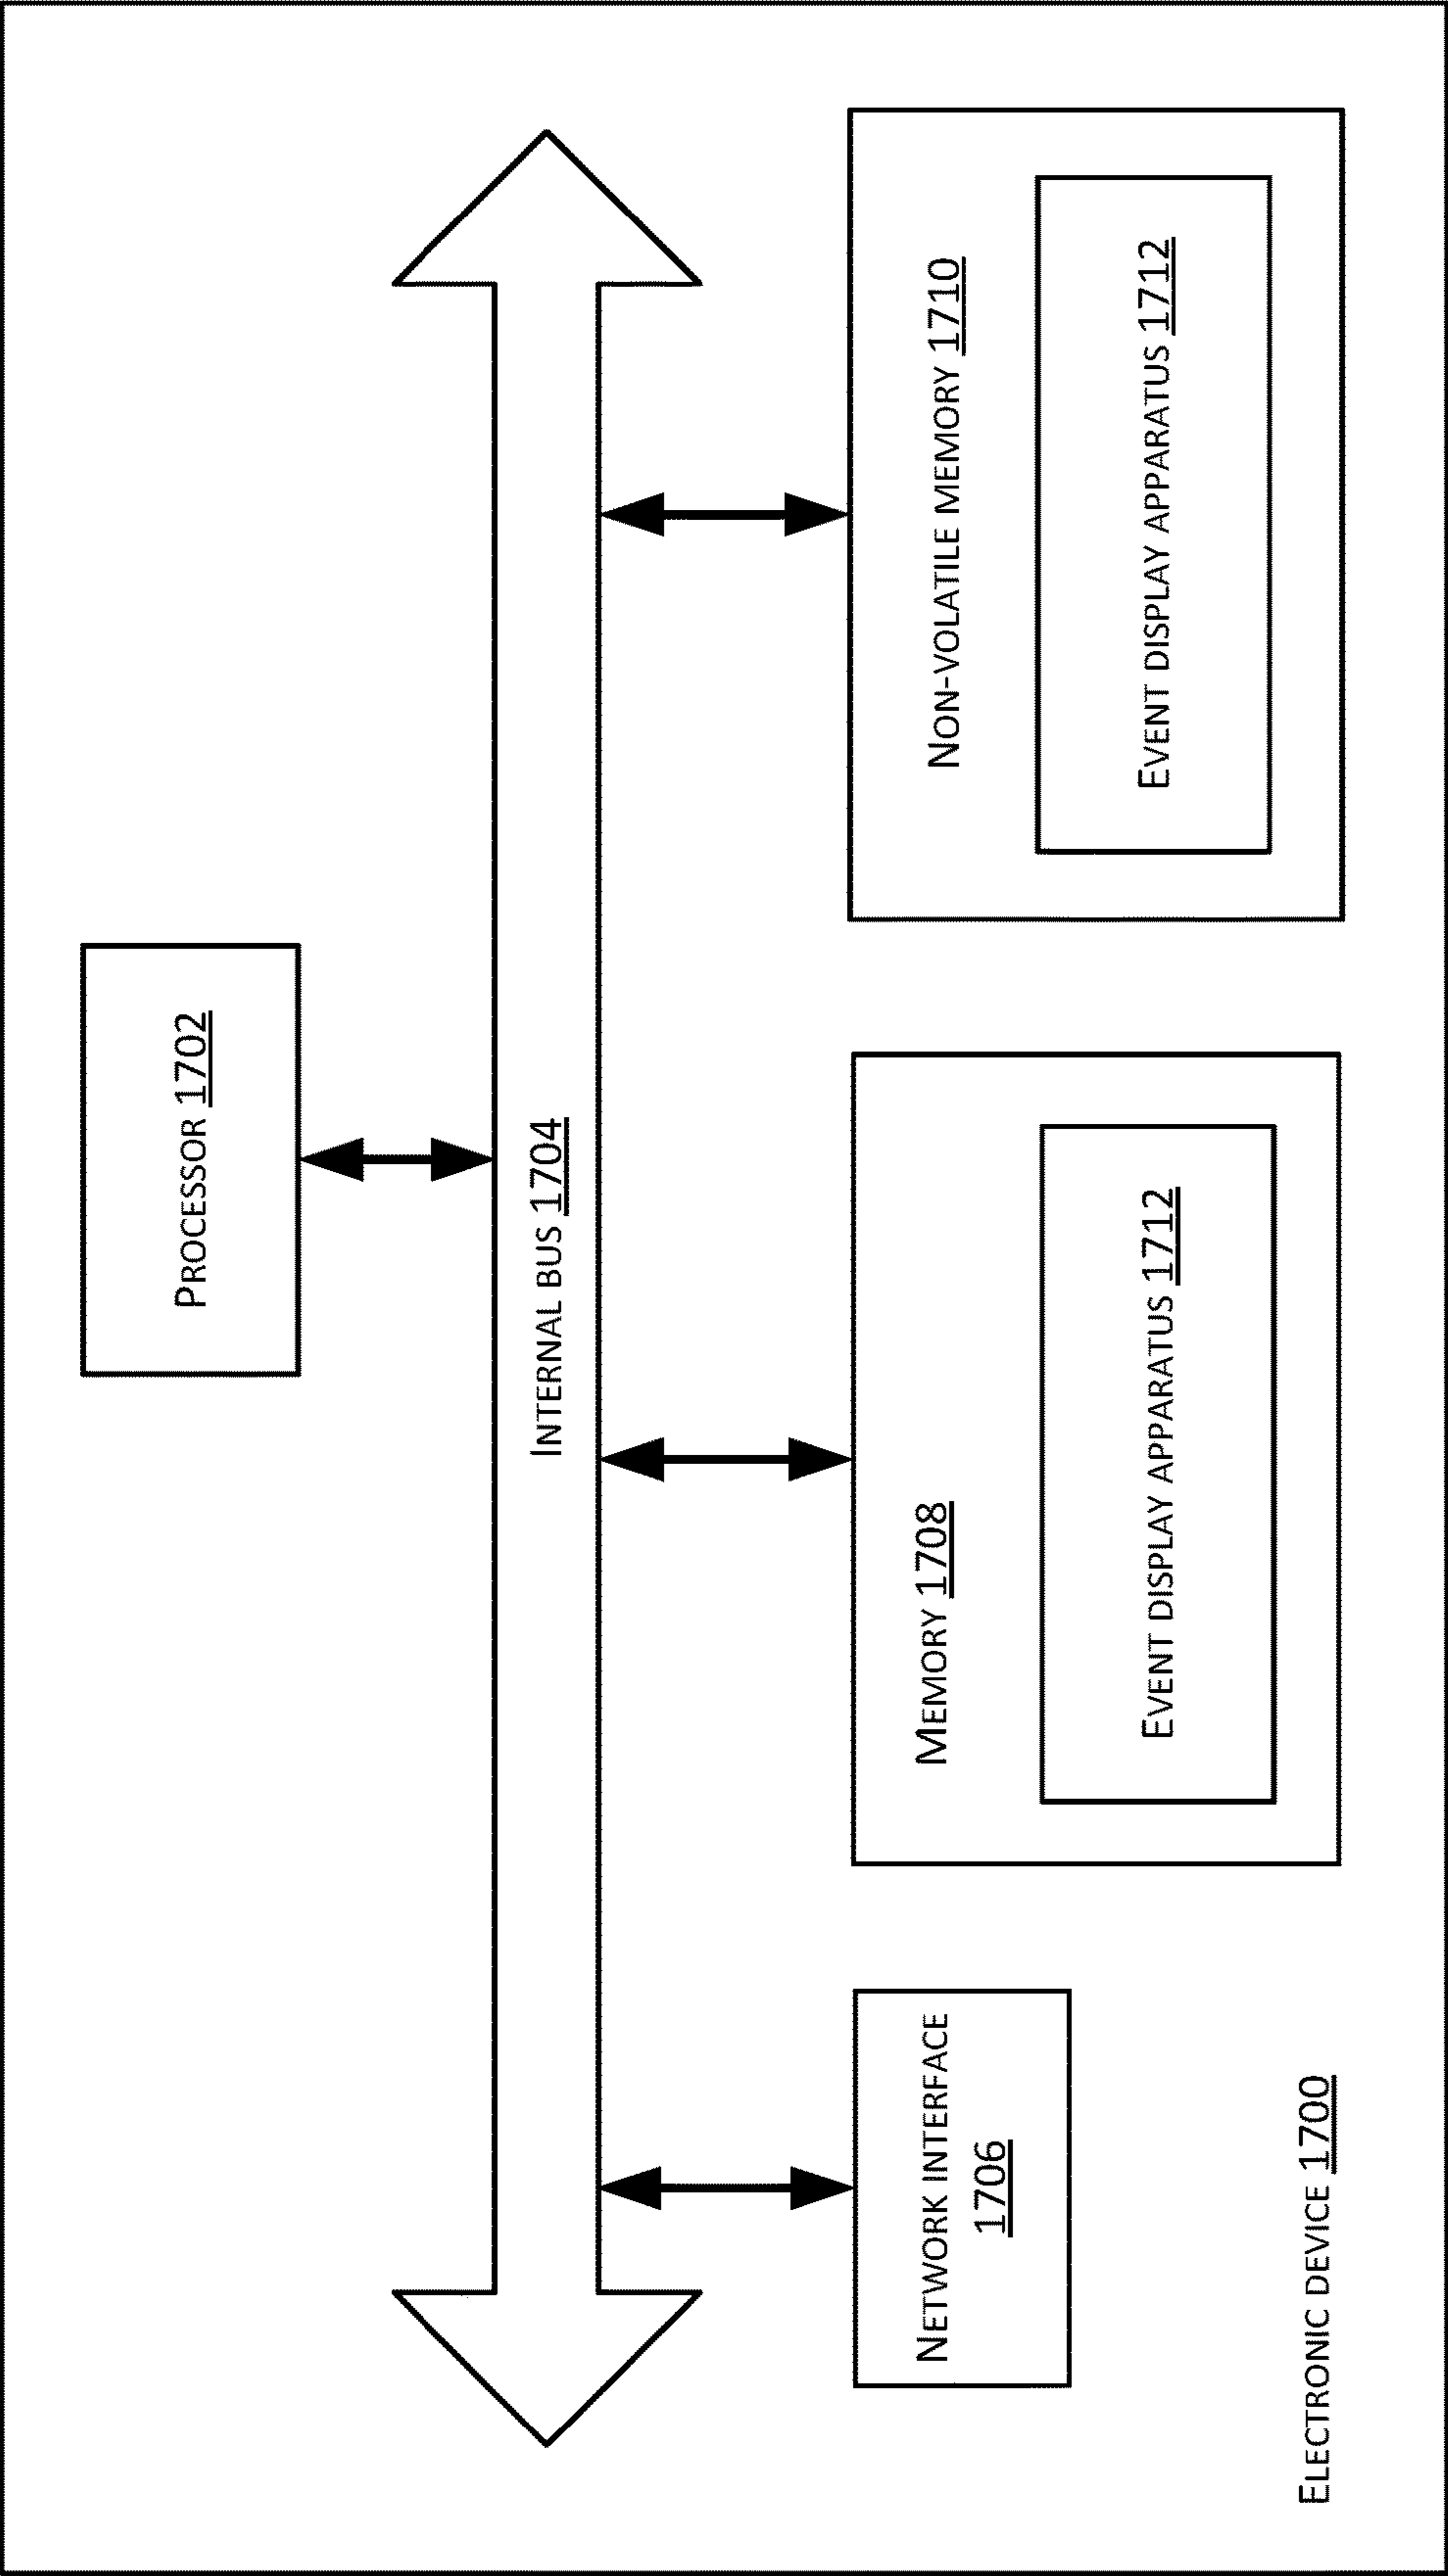 PROCESSOR 1702
INTERNAL BUS 1704
NETWORK INTERFACE
1706
MEMORY 1708
EVENT DISPLAY APPARATUS 1712
NON-VOLATILE MEMORY 1710
EVENT DISPLAY APPARATUS 1712
ELECTRONIC DEVICE 1700